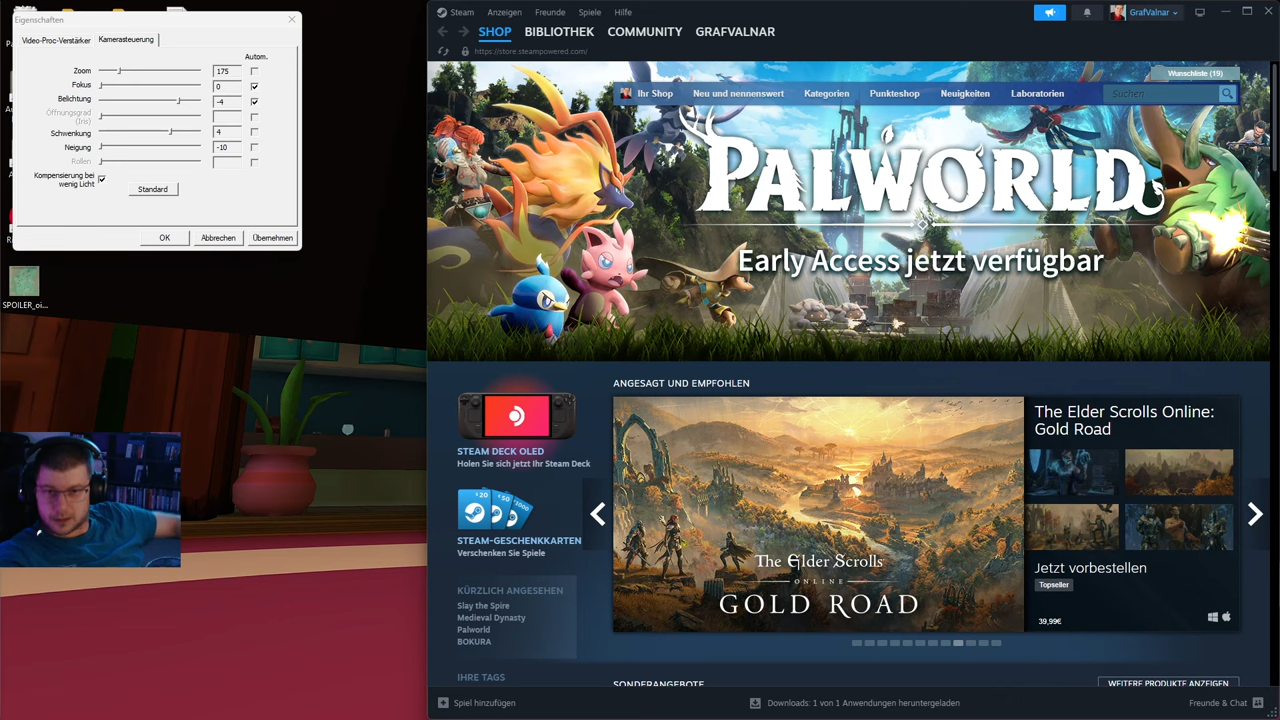 Eigenschaften
Video-Proc-Verstärker
Kamerasteuerung
Autom.
Zoom
175
Fokus
0
Belichtung
-4
Öffnungsgrad
(Iris)
Schwenkung
4
Neigung
-10
Rollen
Kompensierung bei
wenig Licht
Standard
OK
Abbrechen
Übernehmen
SPOILER_oi...
Steam Anzeigen Freunde Spiele Hilfe
GrafValnar
SHOP BIBLIOTHEK COMMUNITY GRAFVALNAR
https://store.steampowered.com/
Wunschliste (19)
Ihr Shop Neu und nennenswert Kategorien Punkteshop Neuigkeiten Laboratorien
Suchen
PALWORLD
Early Access jetzt verfügbar
STEAM DECK OLED
Holen Sie sich jetzt Ihr Steam Deck
STEAM-GESCHENKKARTEN
Verschenken Sie Spiele
KÜRZLICH ANGESEHEN
Slay the Spire
Medieval Dynasty
Palworld
BOKURA
IHRE TAGS
ANGESAGT UND EMPFOHLEN
The Elder Scrolls
ONLINE
GOLD ROAD
The Elder Scrolls Online:
Gold Road
Jetzt vorbestellen
Topseller
39,99€
SONDERANGEBOTE
WEITERE PRODUKTE ANZEIGEN
Spiel hinzufügen
Downloads: 1 von 1 Anwendungen heruntergeladen
Freunde & Chat